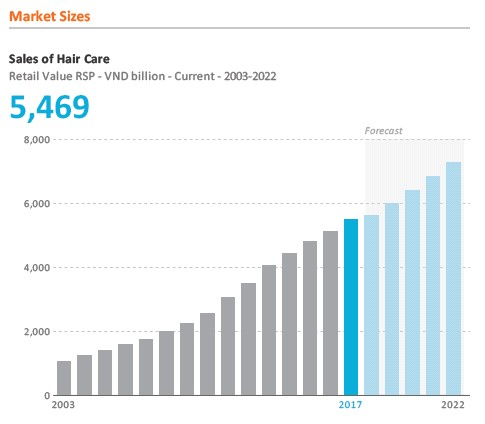 Market Sizes
Sales of Hair Care
Retail Value RSP - VND billion - Current - 2003-2022
5,469
Forecast
8,000
6,000
4,000
2,000
0
2003 2017 2022